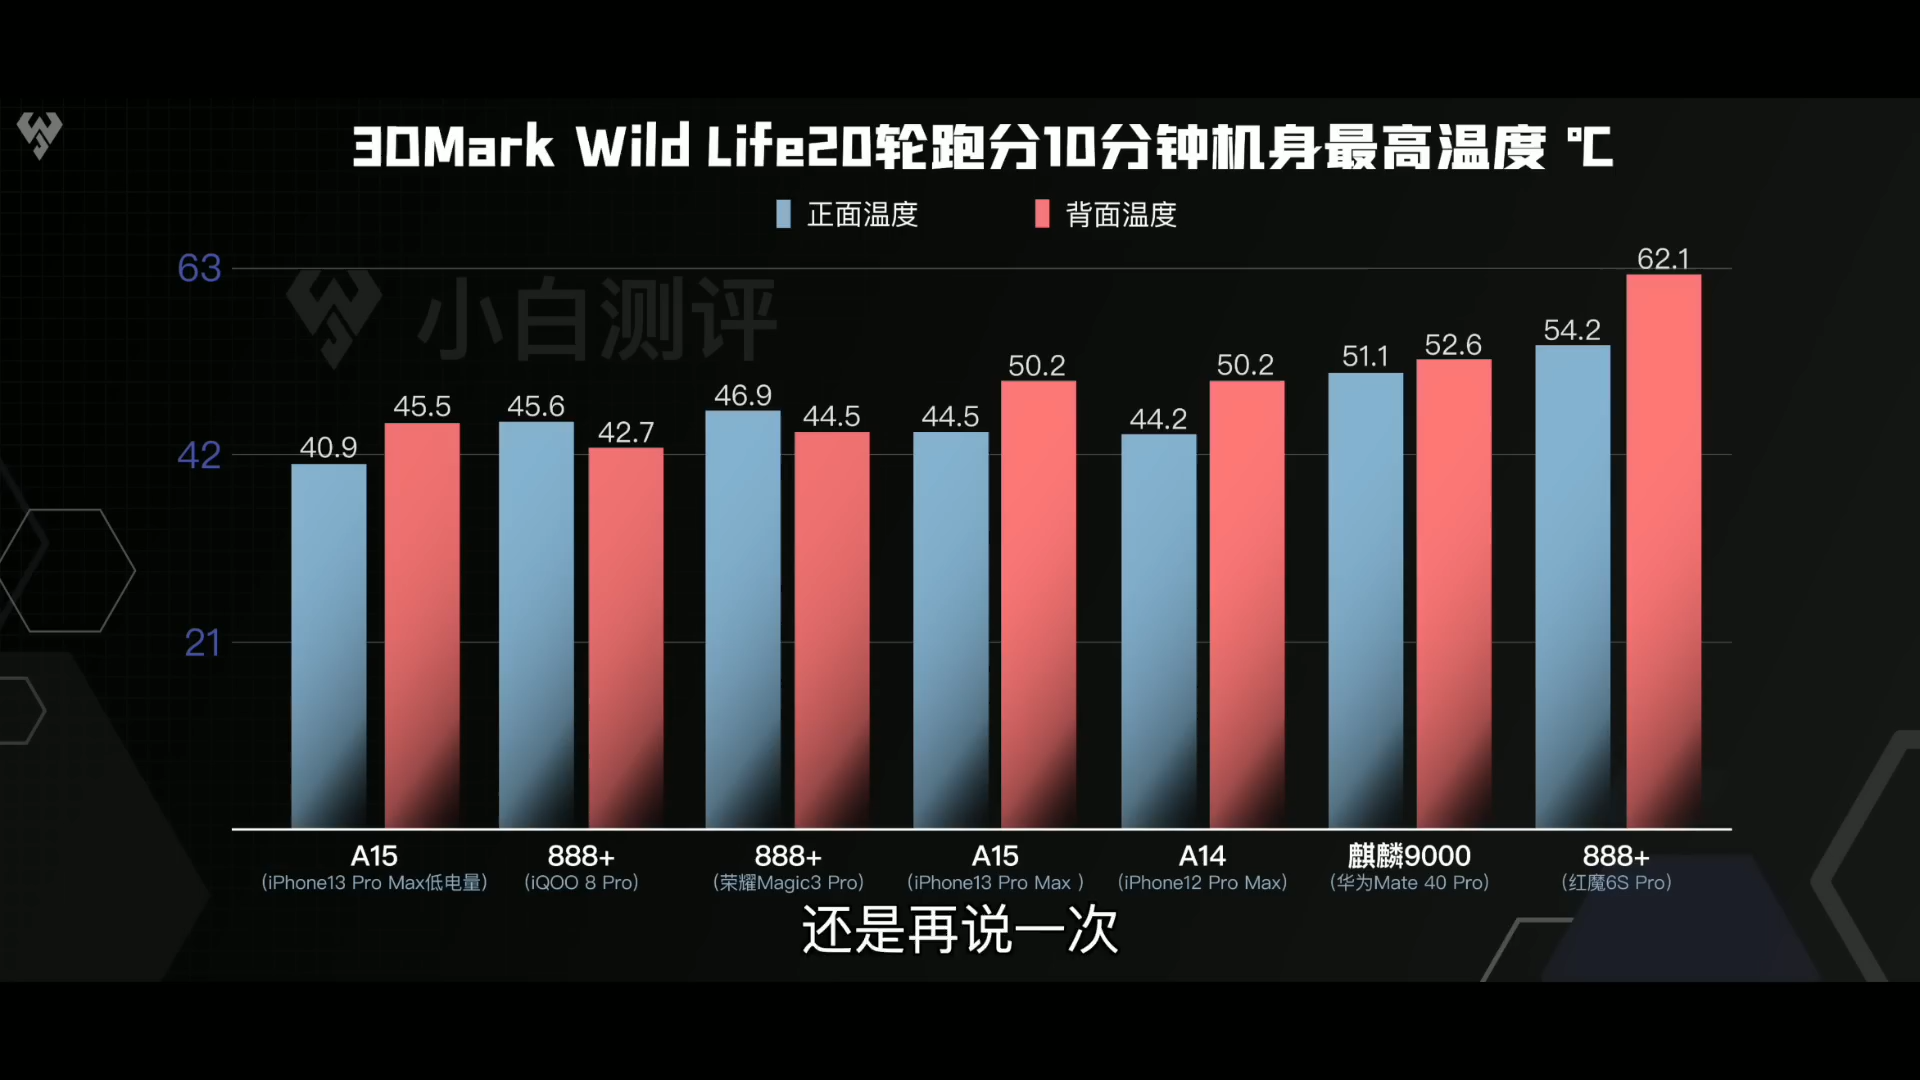 3DMark Wild Life20轮跑分10分钟机身最高温度 ℃
正面温度 背面温度
小白测评
63
42
21
40.9 45.5 45.6 42.7 46.9 44.5 44.5 50.2 44.2 50.2 51.1 52.6 54.2 62.1
A15 888+ 888+ A15 A14 麒麟9000 888+
(iPhone13 Pro Max低电量) (iQOO 8 Pro) (荣耀Magic3 Pro) (iPhone13 Pro Max ) (iPhone12 Pro Max) (华为Mate 40 Pro) (红魔6S Pro)
还是再说一次